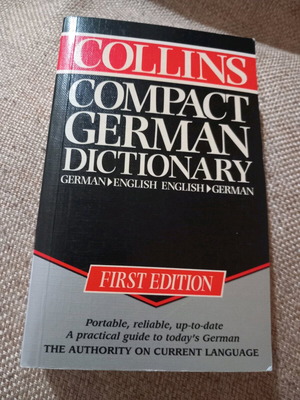 COLLINS
COMPACT
GERMAN
DICTIONARY
GERMAN▶ENGLISH ENGLISH▶GERMAN
FIRST EDITION
Portable, reliable, up-to-date
A practical guide to today's German
THE AUTHORITY ON CURRENT LANGUAGE